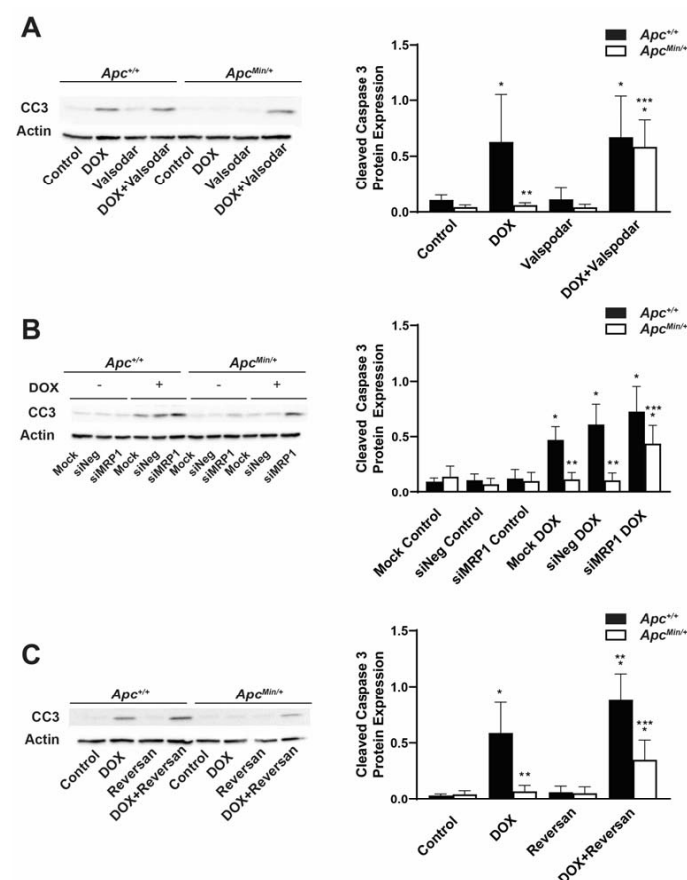 A
Apc+/+ ApcMin/+
CC3
Actin
Control DOX Valsodar DOX+Valsodar Control DOX Valsodar DOX+Valsodar
Cleaved Caspase 3
Protein Expression
1.5
1.0
0.5
0.0
Apc+/+
ApcMin/+
* ** * *** *
Control DOX Valspodar DOX+Valspodar
B
Apc+/+ ApcMin/+
DOX - + - +
CC3
Actin
Mock siNeg siMRP1 Mock siNeg siMRP1 Mock siNeg siMRP1 Mock siNeg siMRP1
Cleaved Caspase 3
Protein Expression
1.5
1.0
0.5
0.0
Apc+/+
ApcMin/+
* ** * ** * *** *
Mock Control siNeg Control siMRP1 Control Mock DOX siNeg DOX siMRP1 DOX
C
Apc+/+ ApcMin/+
CC3
Actin
Control DOX Reversan DOX+Reversan Control DOX Reversan DOX+Reversan
Cleaved Caspase 3
Protein Expression
1.5
1.0
0.5
0.0
Apc+/+
ApcMin/+
* ** ** * *** *
Control DOX Reversan DOX+Reversan